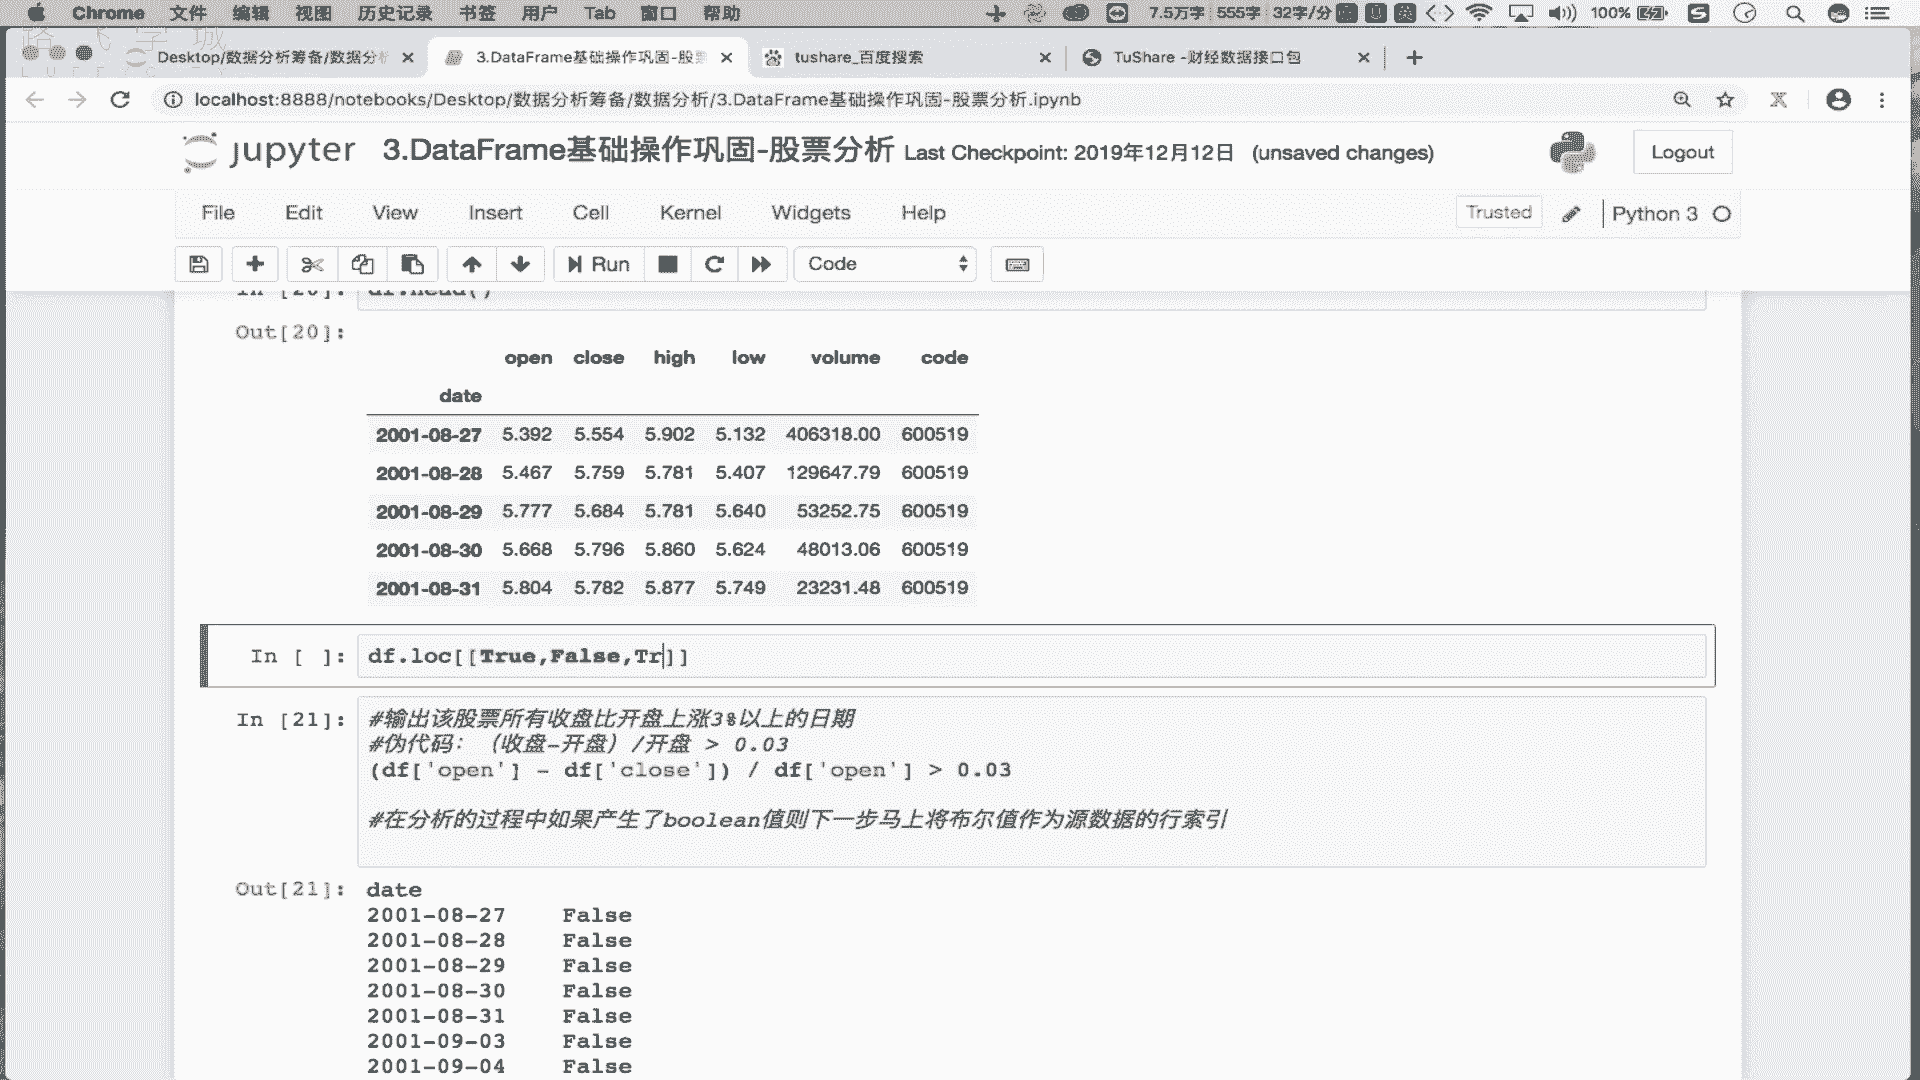 Chrome 文件 编辑 视图 历史记录 书签 用户 Tab 窗口 帮助 7.5万字 555字 32字/分 100%
Desktop/数据分析筹备/数据分析
3.DataFrame基础操作巩固-股票
tushare_百度搜索
TuShare -财经数据接口包
localhost:8888/notebooks/Desktop/数据分析筹备/数据分析/3.DataFrame基础操作巩固-股票分析.ipynb
jupyter 3.DataFrame基础操作巩固-股票分析 Last Checkpoint: 2019年12月12日 (unsaved changes)
Logout
File Edit View Insert Cell Kernel Widgets Help Trusted Python 3
Run Code
In [20]: df.head()
Out[20]:
open close high low volume code
date
2001-08-27 5.392 5.554 5.902 5.132 406318.00 600519
2001-08-28 5.467 5.759 5.781 5.407 129647.79 600519
2001-08-29 5.777 5.684 5.781 5.640 53252.75 600519
2001-08-30 5.668 5.796 5.860 5.624 48013.06 600519
2001-08-31 5.804 5.782 5.877 5.749 23231.48 600519
In [ ]: df.loc[[True,False,Tr]]
In [21]: #输出该股票所有收盘比开盘上涨3%以上的日期
#伪代码：（收盘-开盘）/开盘 > 0.03
(df['open'] - df['close']) / df['open'] > 0.03
#在分析的过程中如果产生了boolean值则下一步马上将布尔值作为源数据的行索引
Out[21]: date
2001-08-27 False
2001-08-28 False
2001-08-29 False
2001-08-30 False
2001-08-31 False
2001-09-03 False
2001-09-04 False